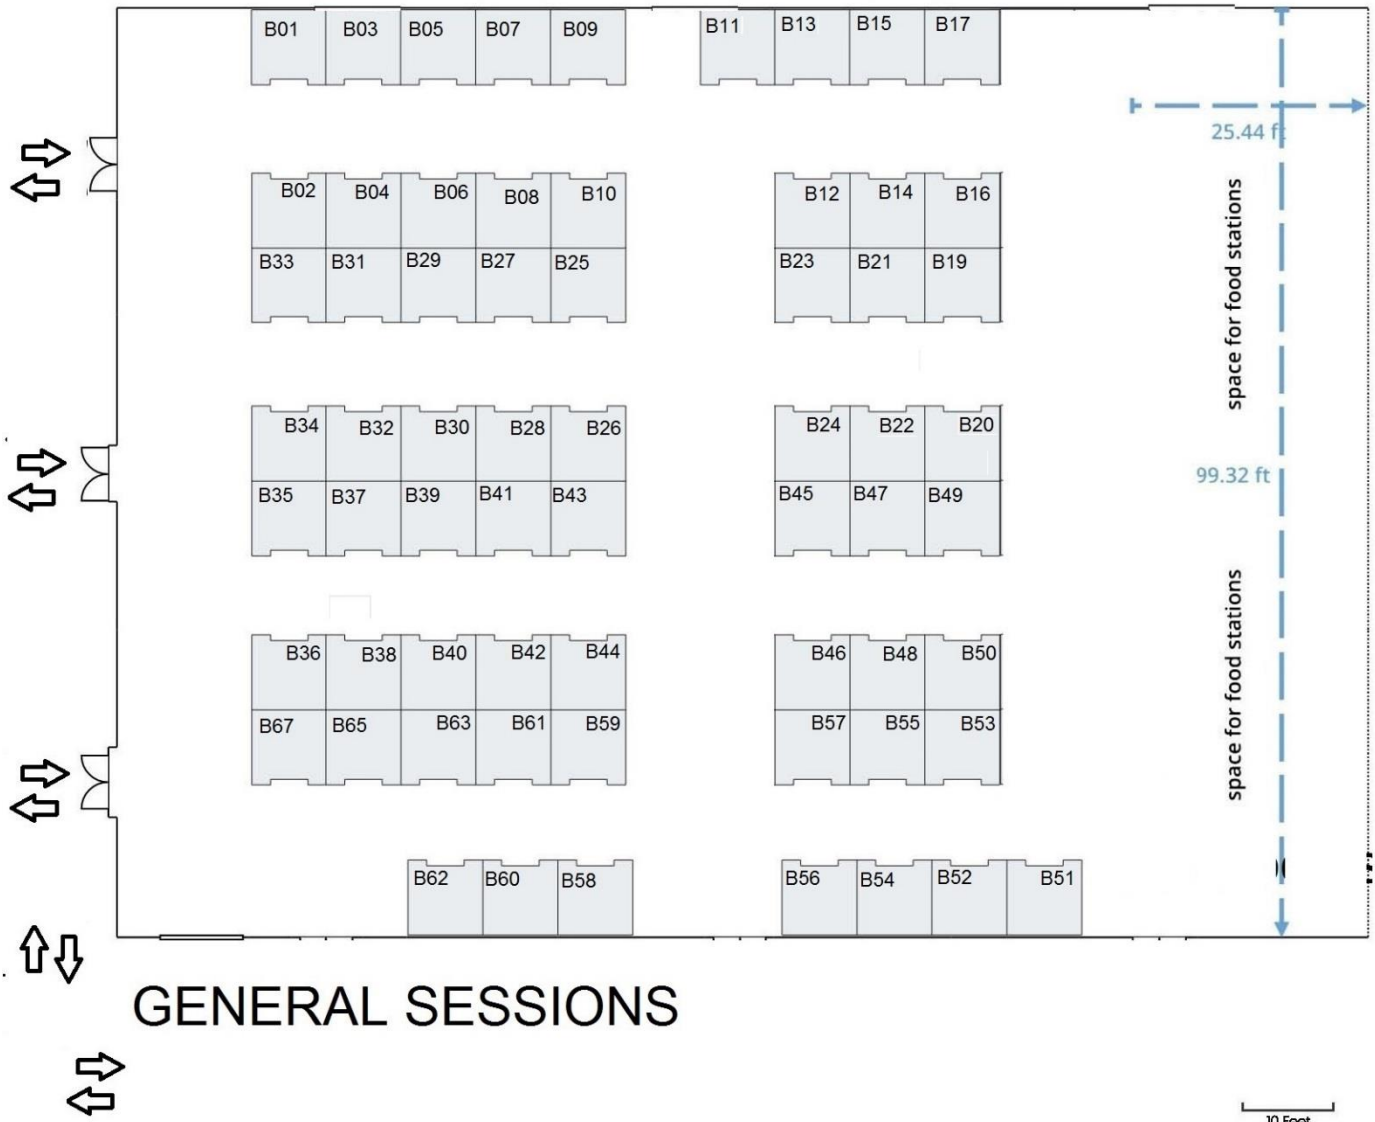 B01 B03 B05 B07 B09 B11 B13 B15 B17
25.44 ft
B02 B04 B06 B08 B10 B12 B14 B16
B33 B31 B29 B27 B25 B23 B21 B19
space for food stations
B34 B32 B30 B28 B26 B24 B22 B20
99.32 ft
B35 B37 B39 B41 B43 B45 B47 B49
space for food stations
B36 B38 B40 B42 B44 B46 B48 B50
B67 B65 B63 B61 B59 B57 B55 B53
B62 B60 B58 B56 B54 B52 B51
GENERAL SESSIONS
10 Feet